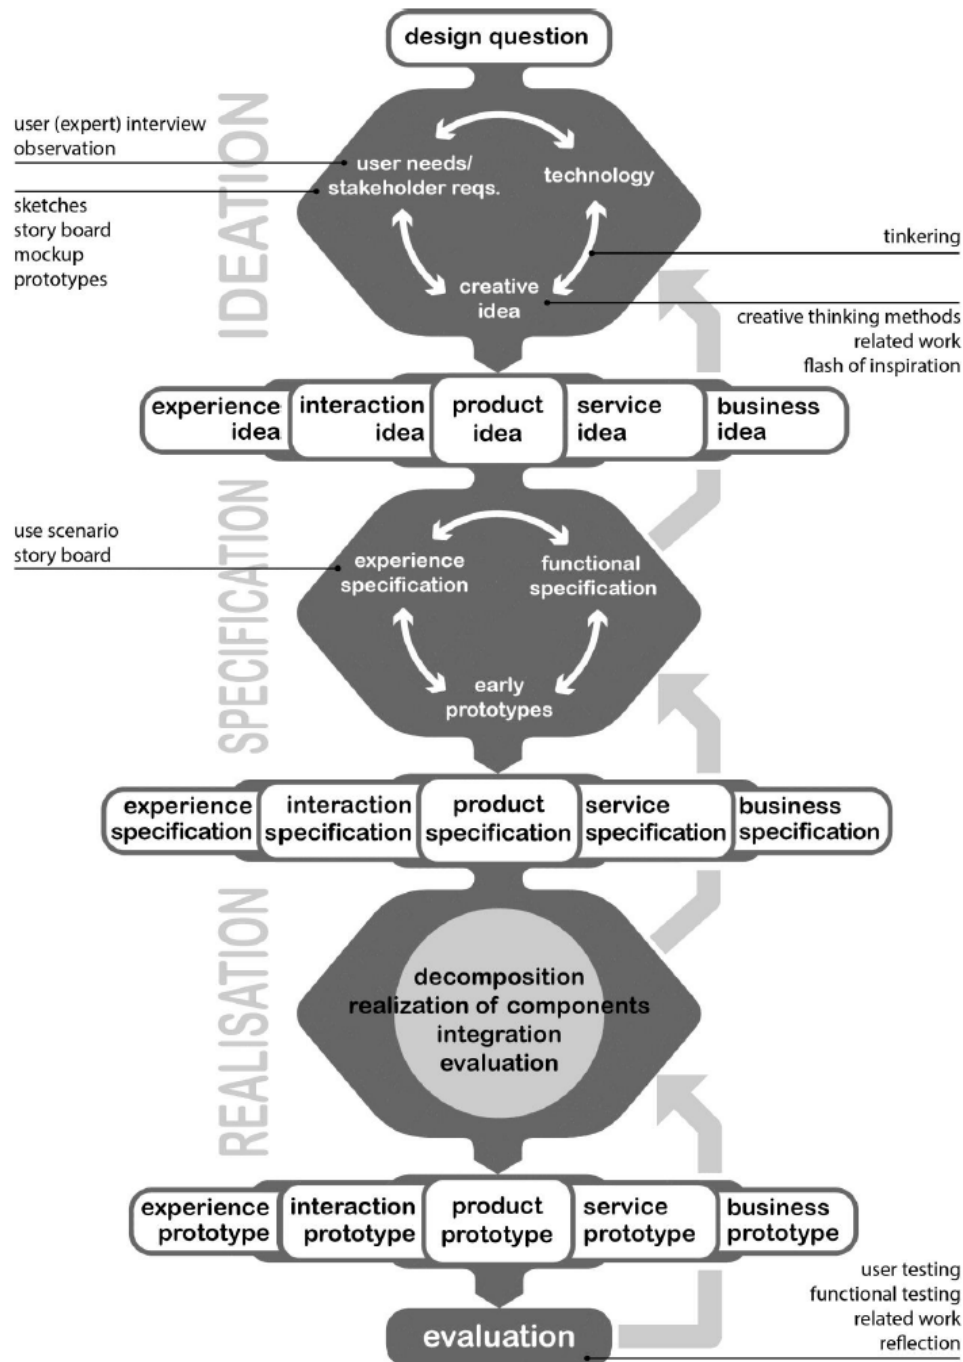 design question
IDEATION
user (expert) interview
observation
sketches
story board
mockup
prototypes
user needs/
stakeholder reqs.
technology
creative
idea
tinkering
creative thinking methods
related work
flash of inspiration
experience
idea
interaction
idea
product
idea
service
idea
business
idea
SPECIFICATION
use scenario
story board
experience
specification
functional
specification
early
prototypes
experience
specification
interaction
specification
product
specification
service
specification
business
specification
REALISATION
decomposition
realization of components
integration
evaluation
experience
prototype
interaction
prototype
product
prototype
service
prototype
business
prototype
evaluation
user testing
functional testing
related work
reflection